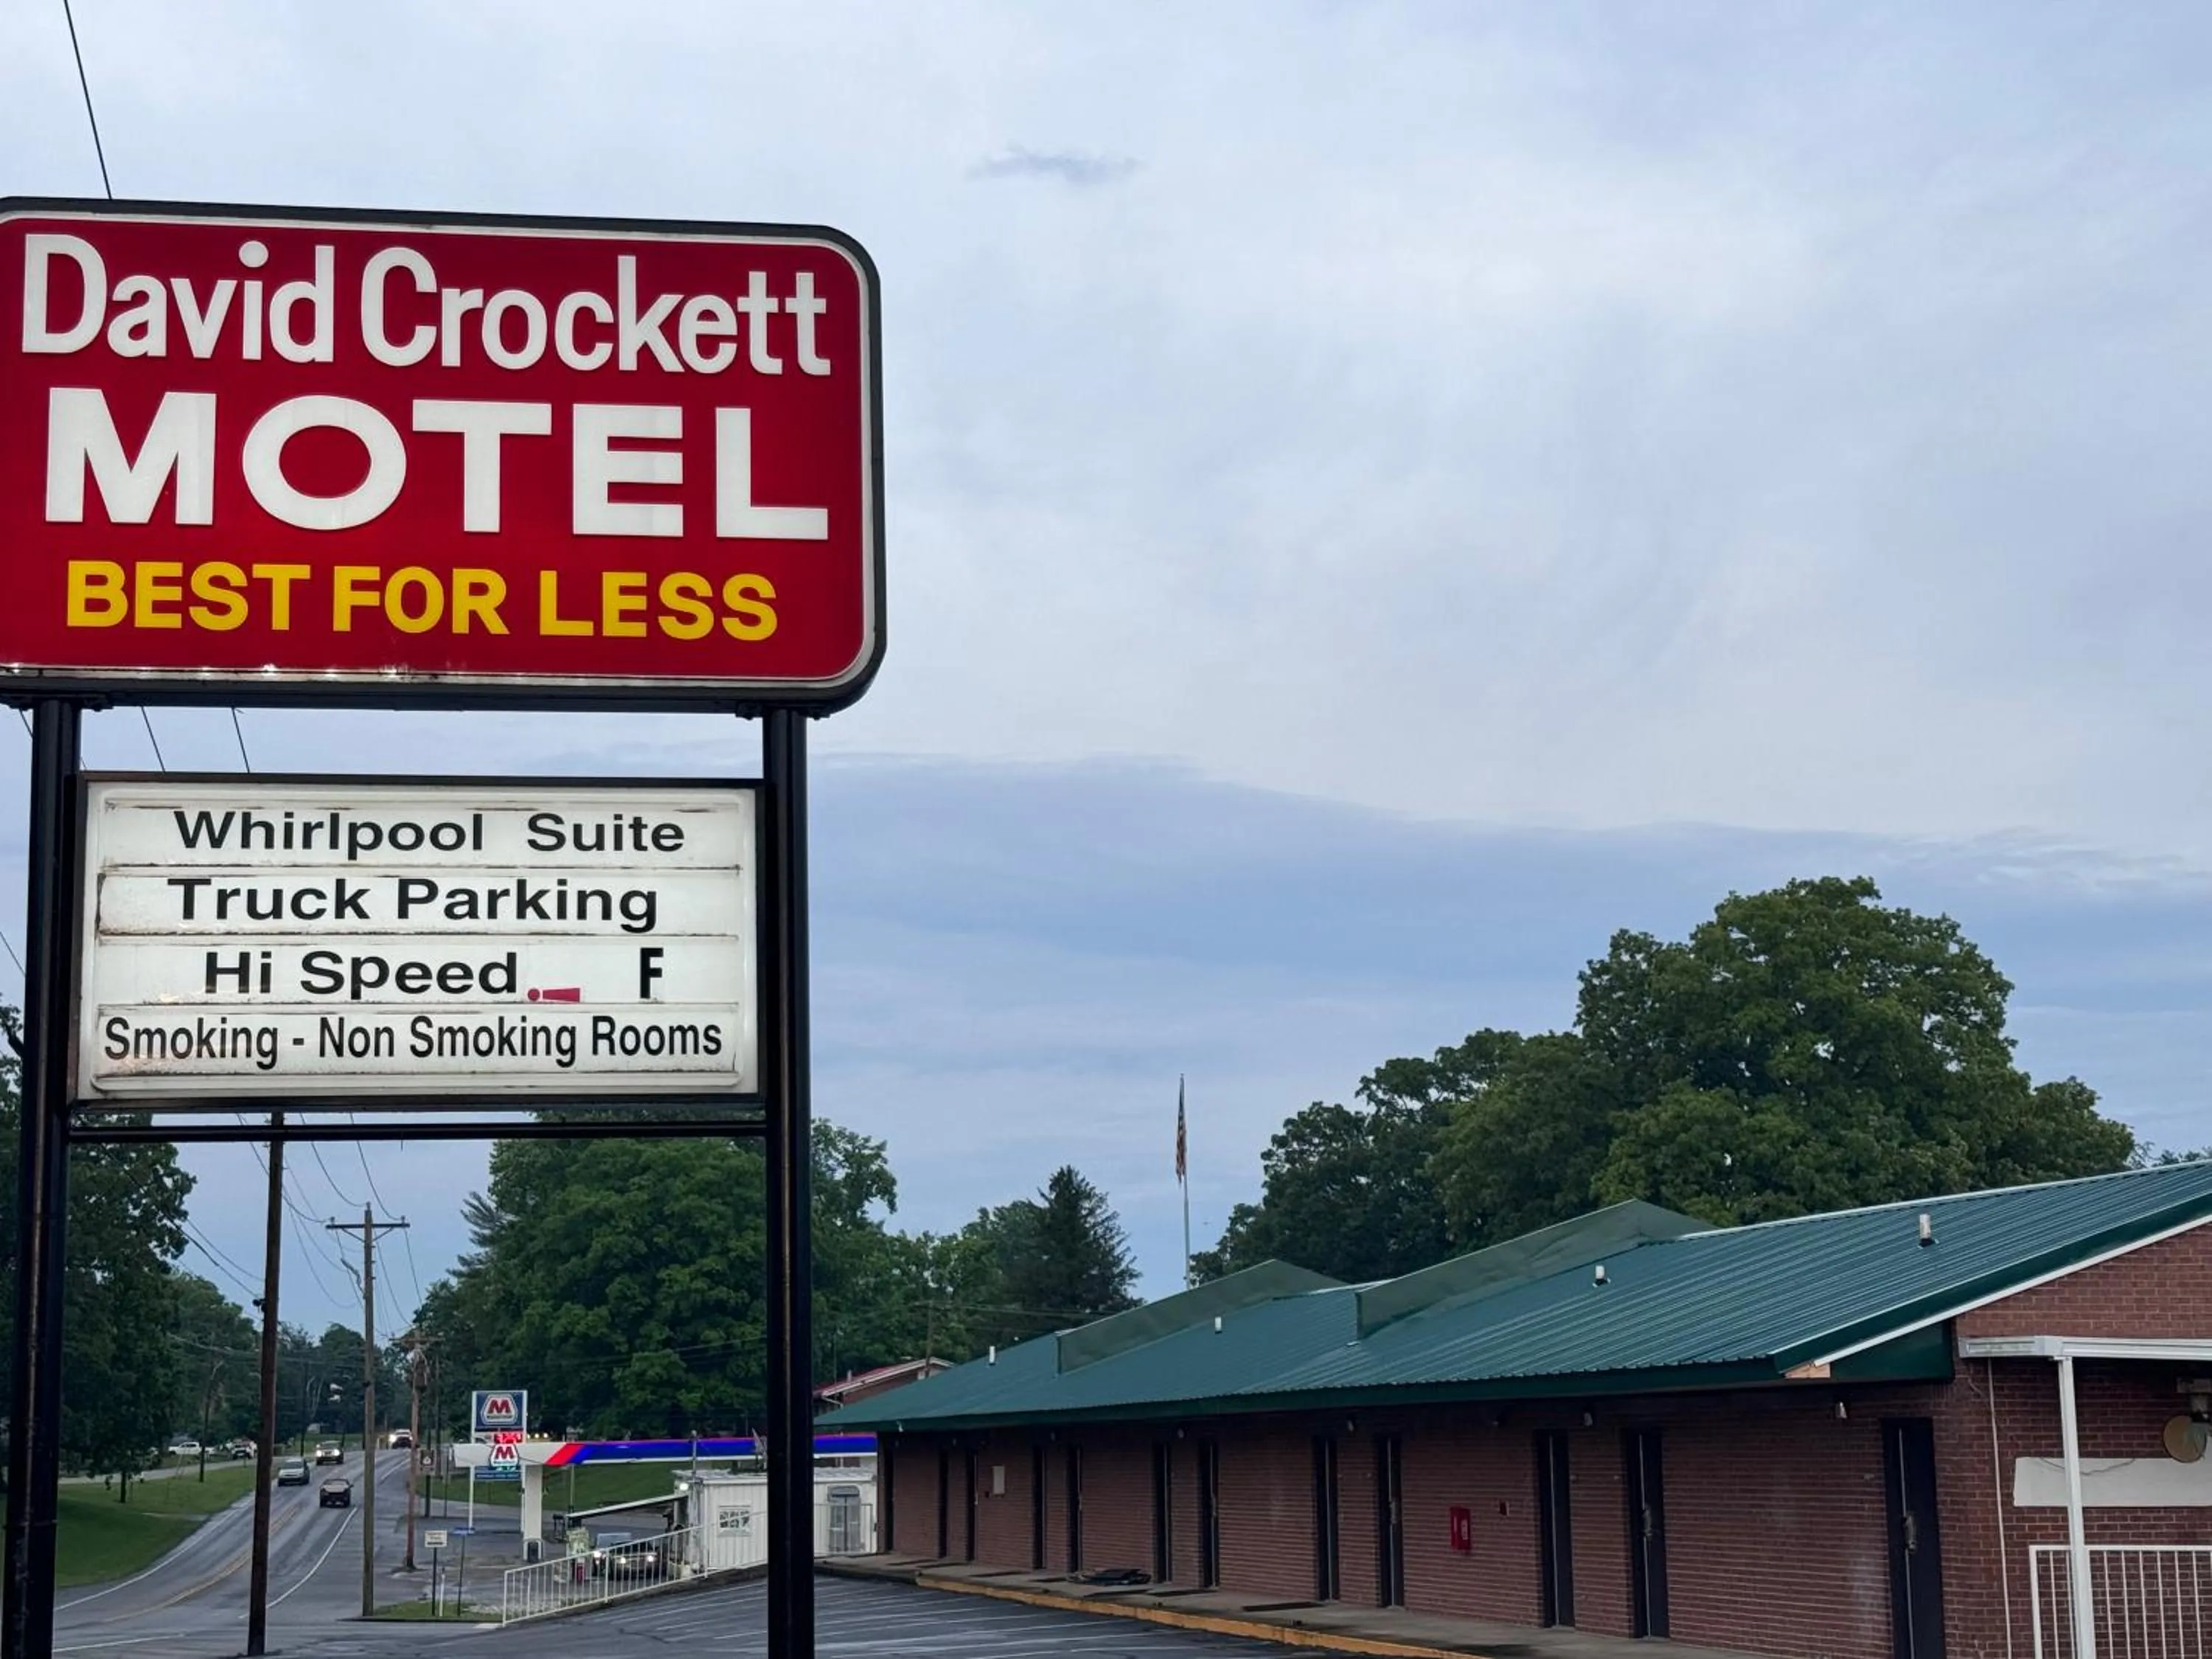 David Crockett
MOTEL
BEST FOR LESS
Whirlpool Suite
Truck Parking
Hi Speed F
Smoking - Non Smoking Rooms
M
M